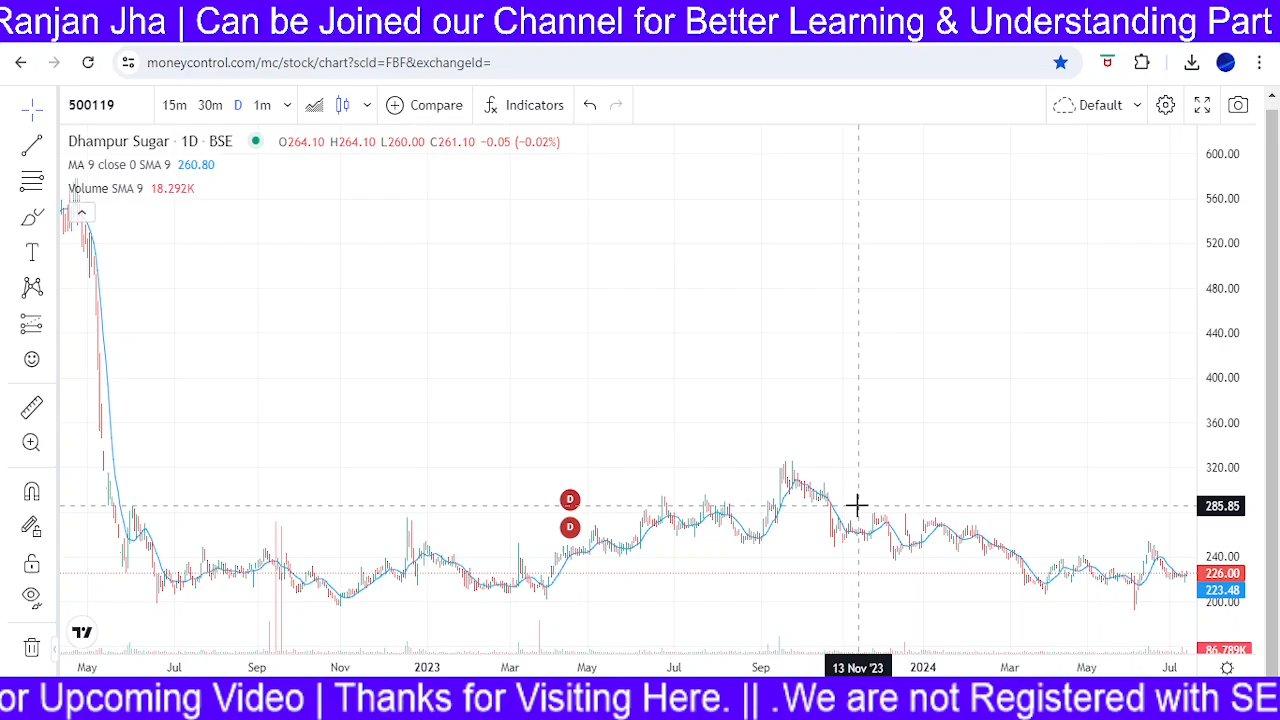 Ranjan Jha | Can be Joined our Channel for Better Learning & Understanding Part
moneycontrol.com/mc/stock/chart?scId=FBFEexchangeId=
500119 15m 30m D 1m Compare Indicators Default
Dhampur Sugar · 1D · BSE O264.10 H264.10 L260.00 C261.10 -0.05 (-0.02%)
MA 9 close 0 SMA 9 260.80
Volume SMA 9 18.292K
600.00
560.00
520.00
480.00
440.00
400.00
360.00
320.00
D
285.85
D
240.00
226.00
223.48
200.00
86.789K
May Jul Sep Nov 2023 Mar May Jul Sep 13 Nov '23 2024 Mar May Jul
or Upcoming Video | Thanks for Visiting Here. || .We are not Registered with SE